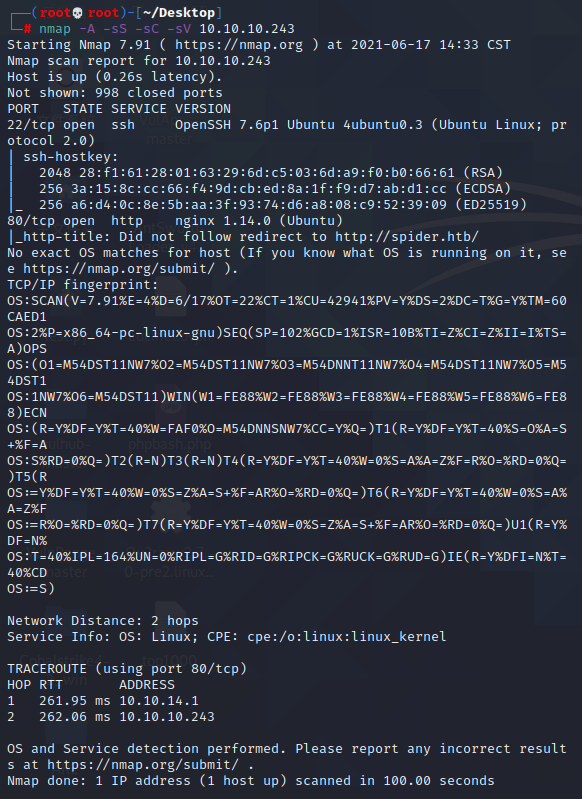 ┌──(root💀root)-[~/Desktop]
└─# nmap -A -sS -sC -sV 10.10.10.243
Starting Nmap 7.91 ( https://nmap.org ) at 2021-06-17 14:33 CST
Nmap scan report for 10.10.10.243
Host is up (0.26s latency).
Not shown: 998 closed ports
PORT   STATE SERVICE VERSION
22/tcp open  ssh     OpenSSH 7.6p1 Ubuntu 4ubuntu0.3 (Ubuntu Linux; pr
otocol 2.0)
| ssh-hostkey:
|   2048 28:f1:61:28:01:63:29:6d:c5:03:6d:a9:f0:b0:66:61 (RSA)
|   256 3a:15:8c:cc:66:f4:9d:cb:ed:8a:1f:f9:d7:ab:d1:cc (ECDSA)
|_  256 a6:d4:0c:8e:5b:aa:3f:93:74:d6:a8:08:c9:52:39:09 (ED25519)
80/tcp open  http    nginx 1.14.0 (Ubuntu)
|_http-title: Did not follow redirect to http://spider.htb/
No exact OS matches for host (If you know what OS is running on it, se
e https://nmap.org/submit/ ).
TCP/IP fingerprint:
OS:SCAN(V=7.91%E=4%D=6/17%OT=22%CT=1%CU=42941%PV=Y%DS=2%DC=T%G=Y%TM=60
CAED1
OS:2%P=x86_64-pc-linux-gnu)SEQ(SP=102%GCD=1%ISR=10B%TI=Z%CI=Z%II=I%TS=
A)OPS
OS:(O1=M54DST11NW7%O2=M54DST11NW7%O3=M54DNNT11NW7%O4=M54DST11NW7%O5=M5
4DST1
OS:1NW7%O6=M54DST11)WIN(W1=FE88%W2=FE88%W3=FE88%W4=FE88%W5=FE88%W6=FE8
8)ECN
OS:(R=Y%DF=Y%T=40%W=FAF0%O=M54DNNSNW7%CC=Y%Q=)T1(R=Y%DF=Y%T=40%S=O%A=S
+%F=A
OS:S%RD=0%Q=)T2(R=N)T3(R=N)T4(R=Y%DF=Y%T=40%W=0%S=A%A=Z%F=R%O=%RD=0%Q=
)T5(R
OS:=Y%DF=Y%T=40%W=0%S=Z%A=S+%F=AR%O=%RD=0%Q=)T6(R=Y%DF=Y%T=40%W=0%S=A%
A=Z%F
OS:=R%O=%RD=0%Q=)T7(R=Y%DF=Y%T=40%W=0%S=Z%A=S+%F=AR%O=%RD=0%Q=)U1(R=Y%
DF=N%
OS:T=40%IPL=164%UN=0%RIPL=G%RID=G%RIPCK=G%RUCK=G%RUD=G)IE(R=Y%DFI=N%T=
40%CD
OS:=S)
Network Distance: 2 hops
Service Info: OS: Linux; CPE: cpe:/o:linux:linux_kernel
TRACEROUTE (using port 80/tcp)
HOP RTT       ADDRESS
1   261.95 ms 10.10.14.1
2   262.06 ms 10.10.10.243
OS and Service detection performed. Please report any incorrect result
s at https://nmap.org/submit/ .
Nmap done: 1 IP address (1 host up) scanned in 100.00 seconds